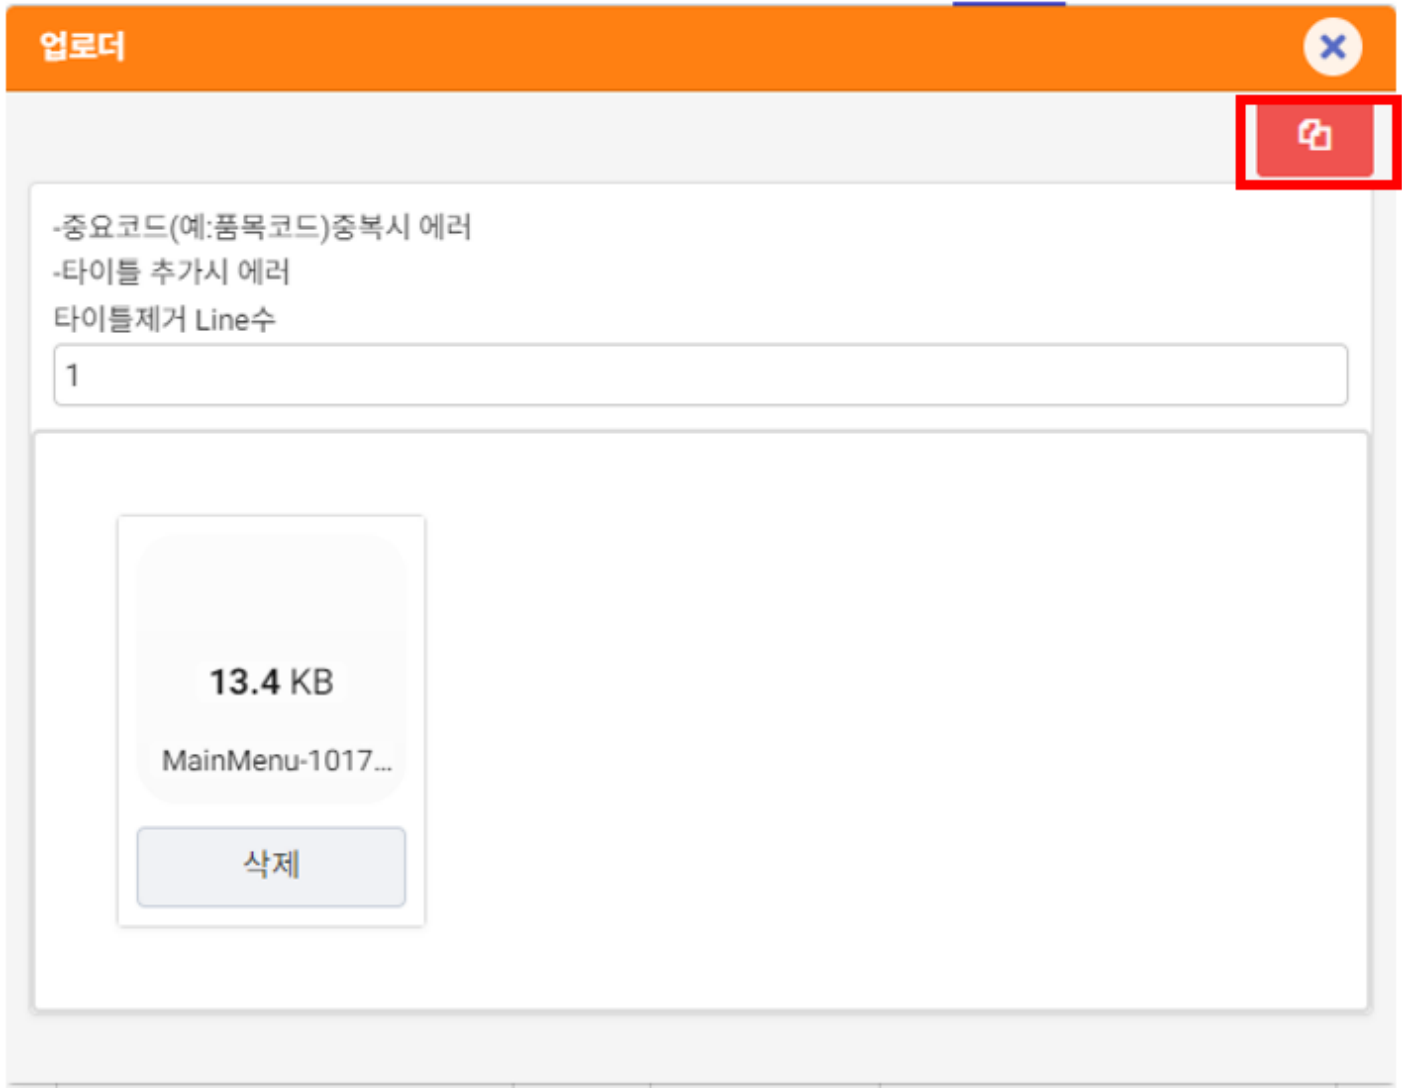 업로더
-중요코드(예:품목코드)중복시 에러
-타이틀 추가시 에러
타이틀제거 Line수
1
13.4 KB
MainMenu-1017...
삭제